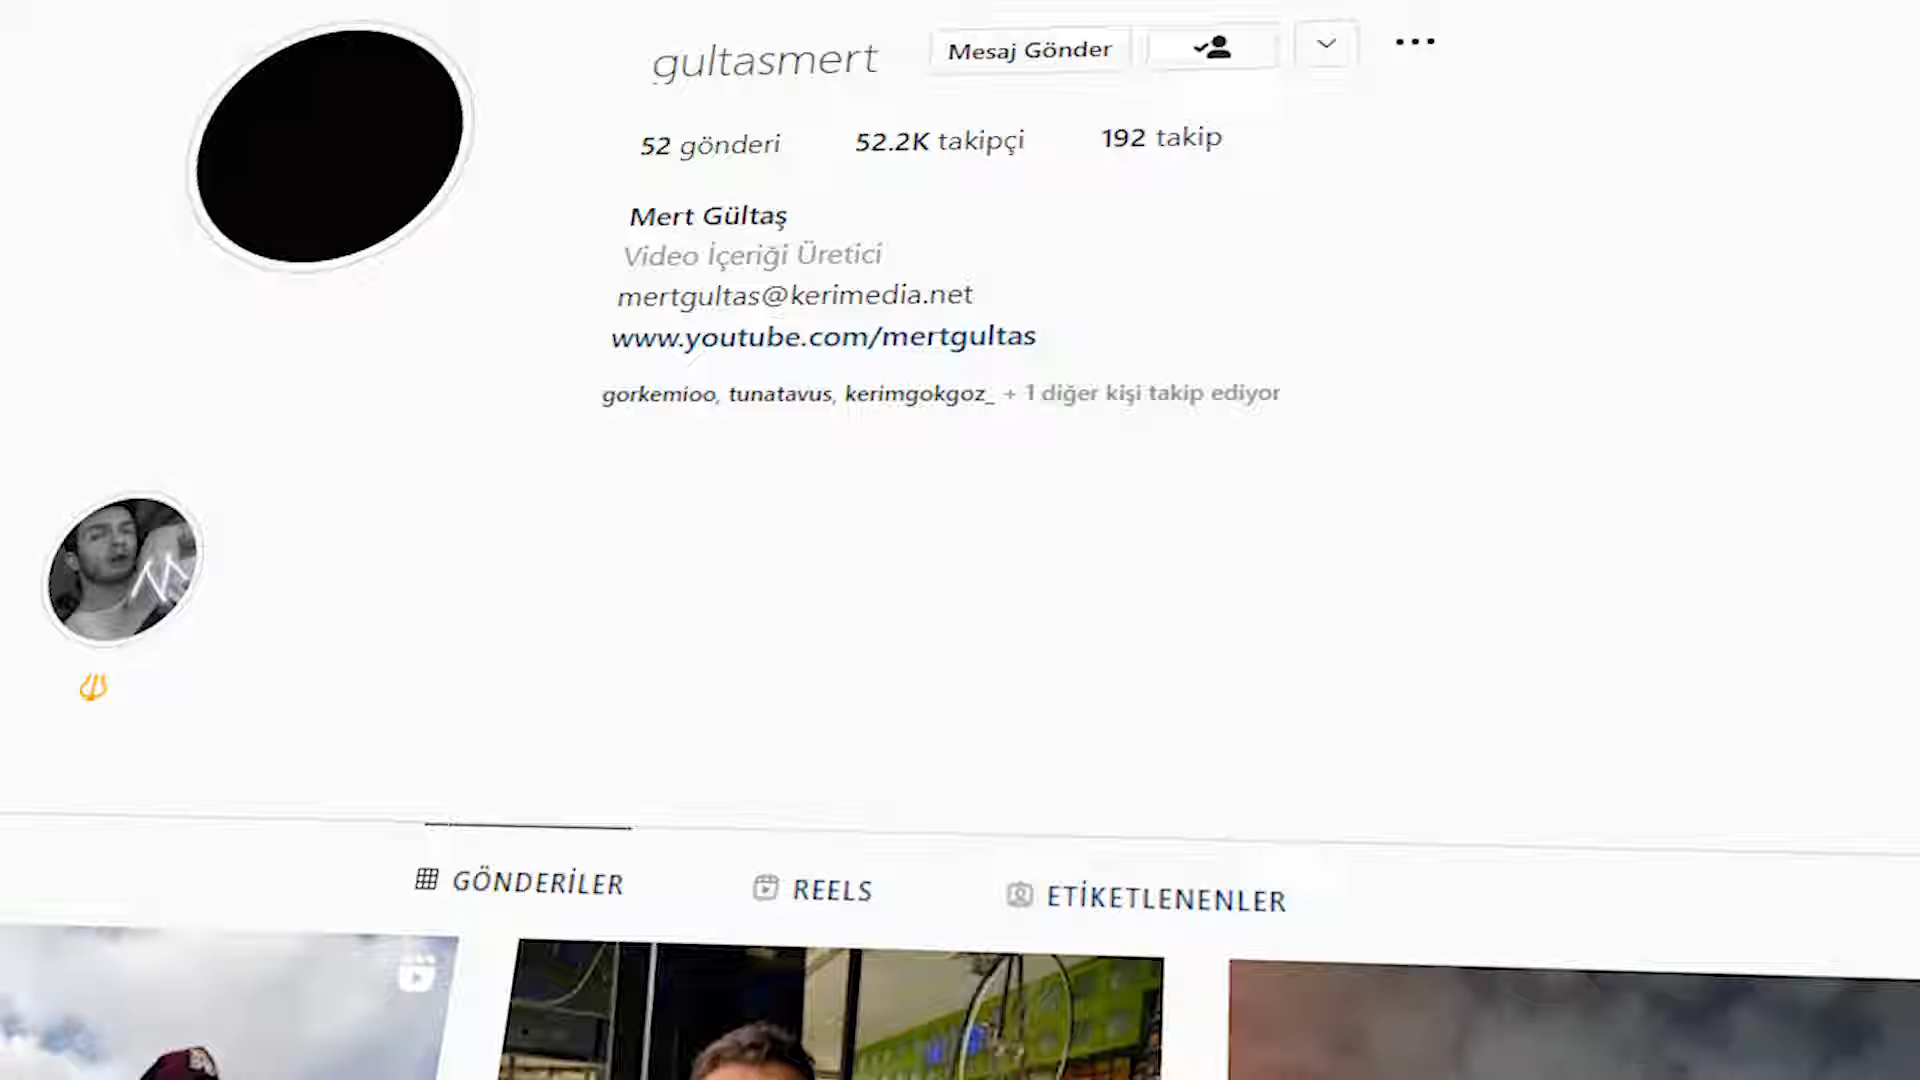 gultasmert Mesaj Gönder
52 gönderi 52.2K takipçi 192 takip
Mert Gültaş
Video İçeriği Üretici
mertgultas@kerimedia.net
www.youtube.com/mertgultas
gorkemioo, tunatavus, kerimgokgoz_ + 1 diğer kişi takip ediyor
GÖNDERİLER REELS ETİKETLENENLER